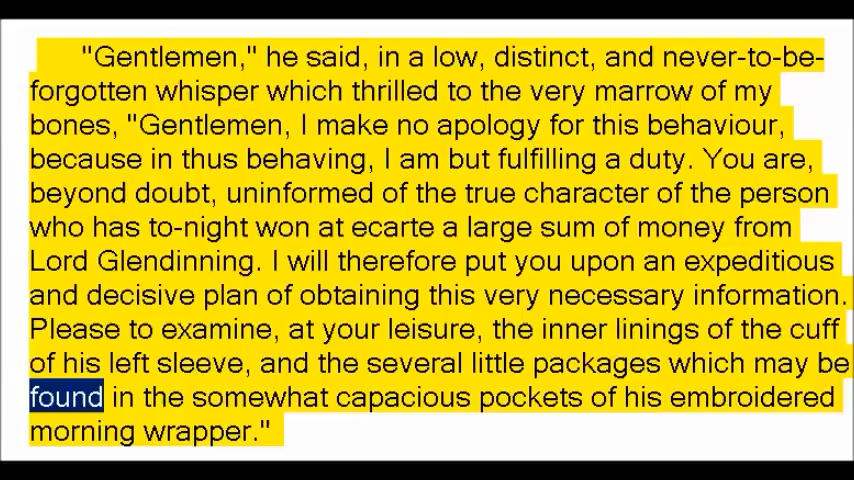 "Gentlemen," he said, in a low, distinct, and never-to-be-
forgotten whisper which thrilled to the very marrow of my
bones, "Gentlemen, I make no apology for this behaviour,
because in thus behaving, I am but fulfilling a duty. You are,
beyond doubt, uninformed of the true character of the person
who has to-night won at ecarte a large sum of money from
Lord Glendinning. I will therefore put you upon an expeditious
and decisive plan of obtaining this very necessary information.
Please to examine, at your leisure, the inner linings of the cuff
of his left sleeve, and the several little packages which may be
found in the somewhat capacious pockets of his embroidered
morning wrapper."